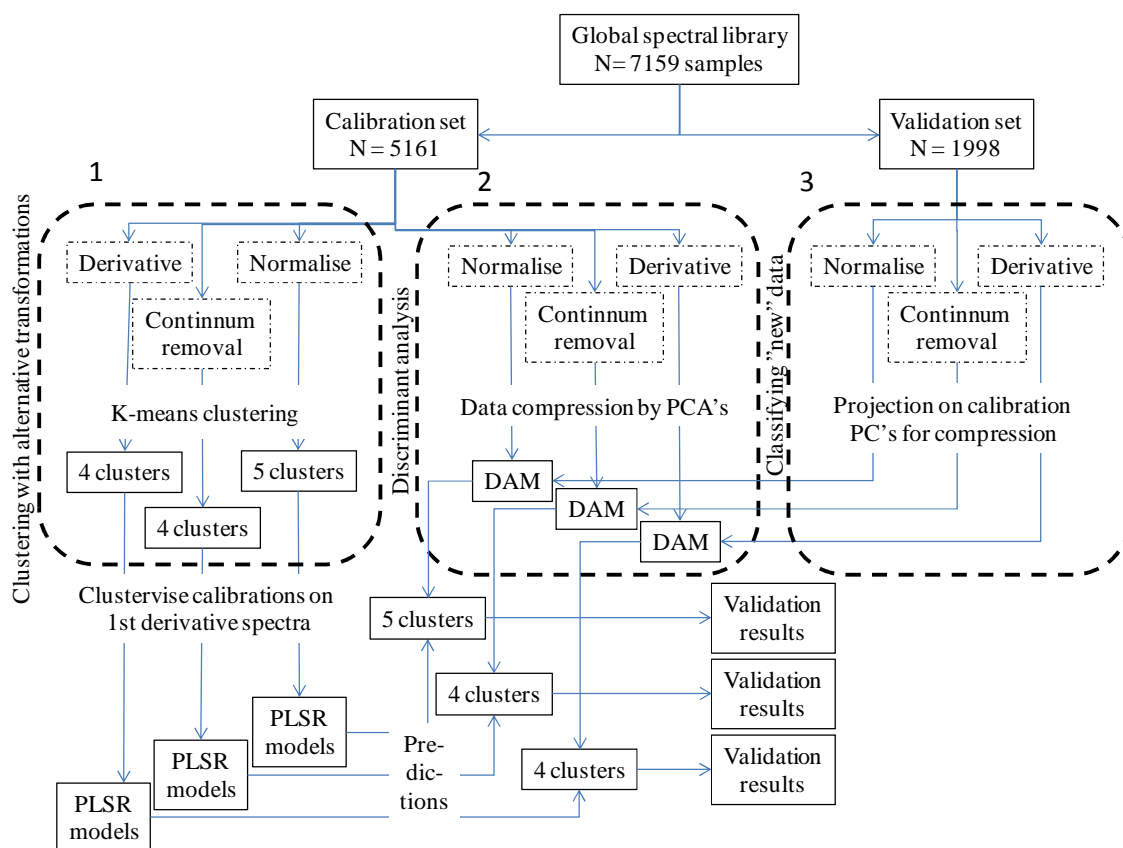 Global spectral library
N= 7159 samples
Calibration set
N = 5161
Validation set
N = 1998
1
2
3
Clustering with alternative transformations
Derivative
Normalise
Continnum
removal
K-means clustering
4 clusters
5 clusters
4 clusters
Discriminant analysis
Normalise
Derivative
Continuum
removal
Data compression by PCA's
DAM
DAM
DAM
Classifying "new" data
Normalise
Derivative
Continuum
removal
Projection on calibration
PC's for compression
Clustervise calibrations on
1st derivative spectra
5 clusters
4 clusters
4 clusters
Validation
results
Validation
results
Validation
results
PLSR
models
PLSR
models
PLSR
models
Pre-
dic-
tions